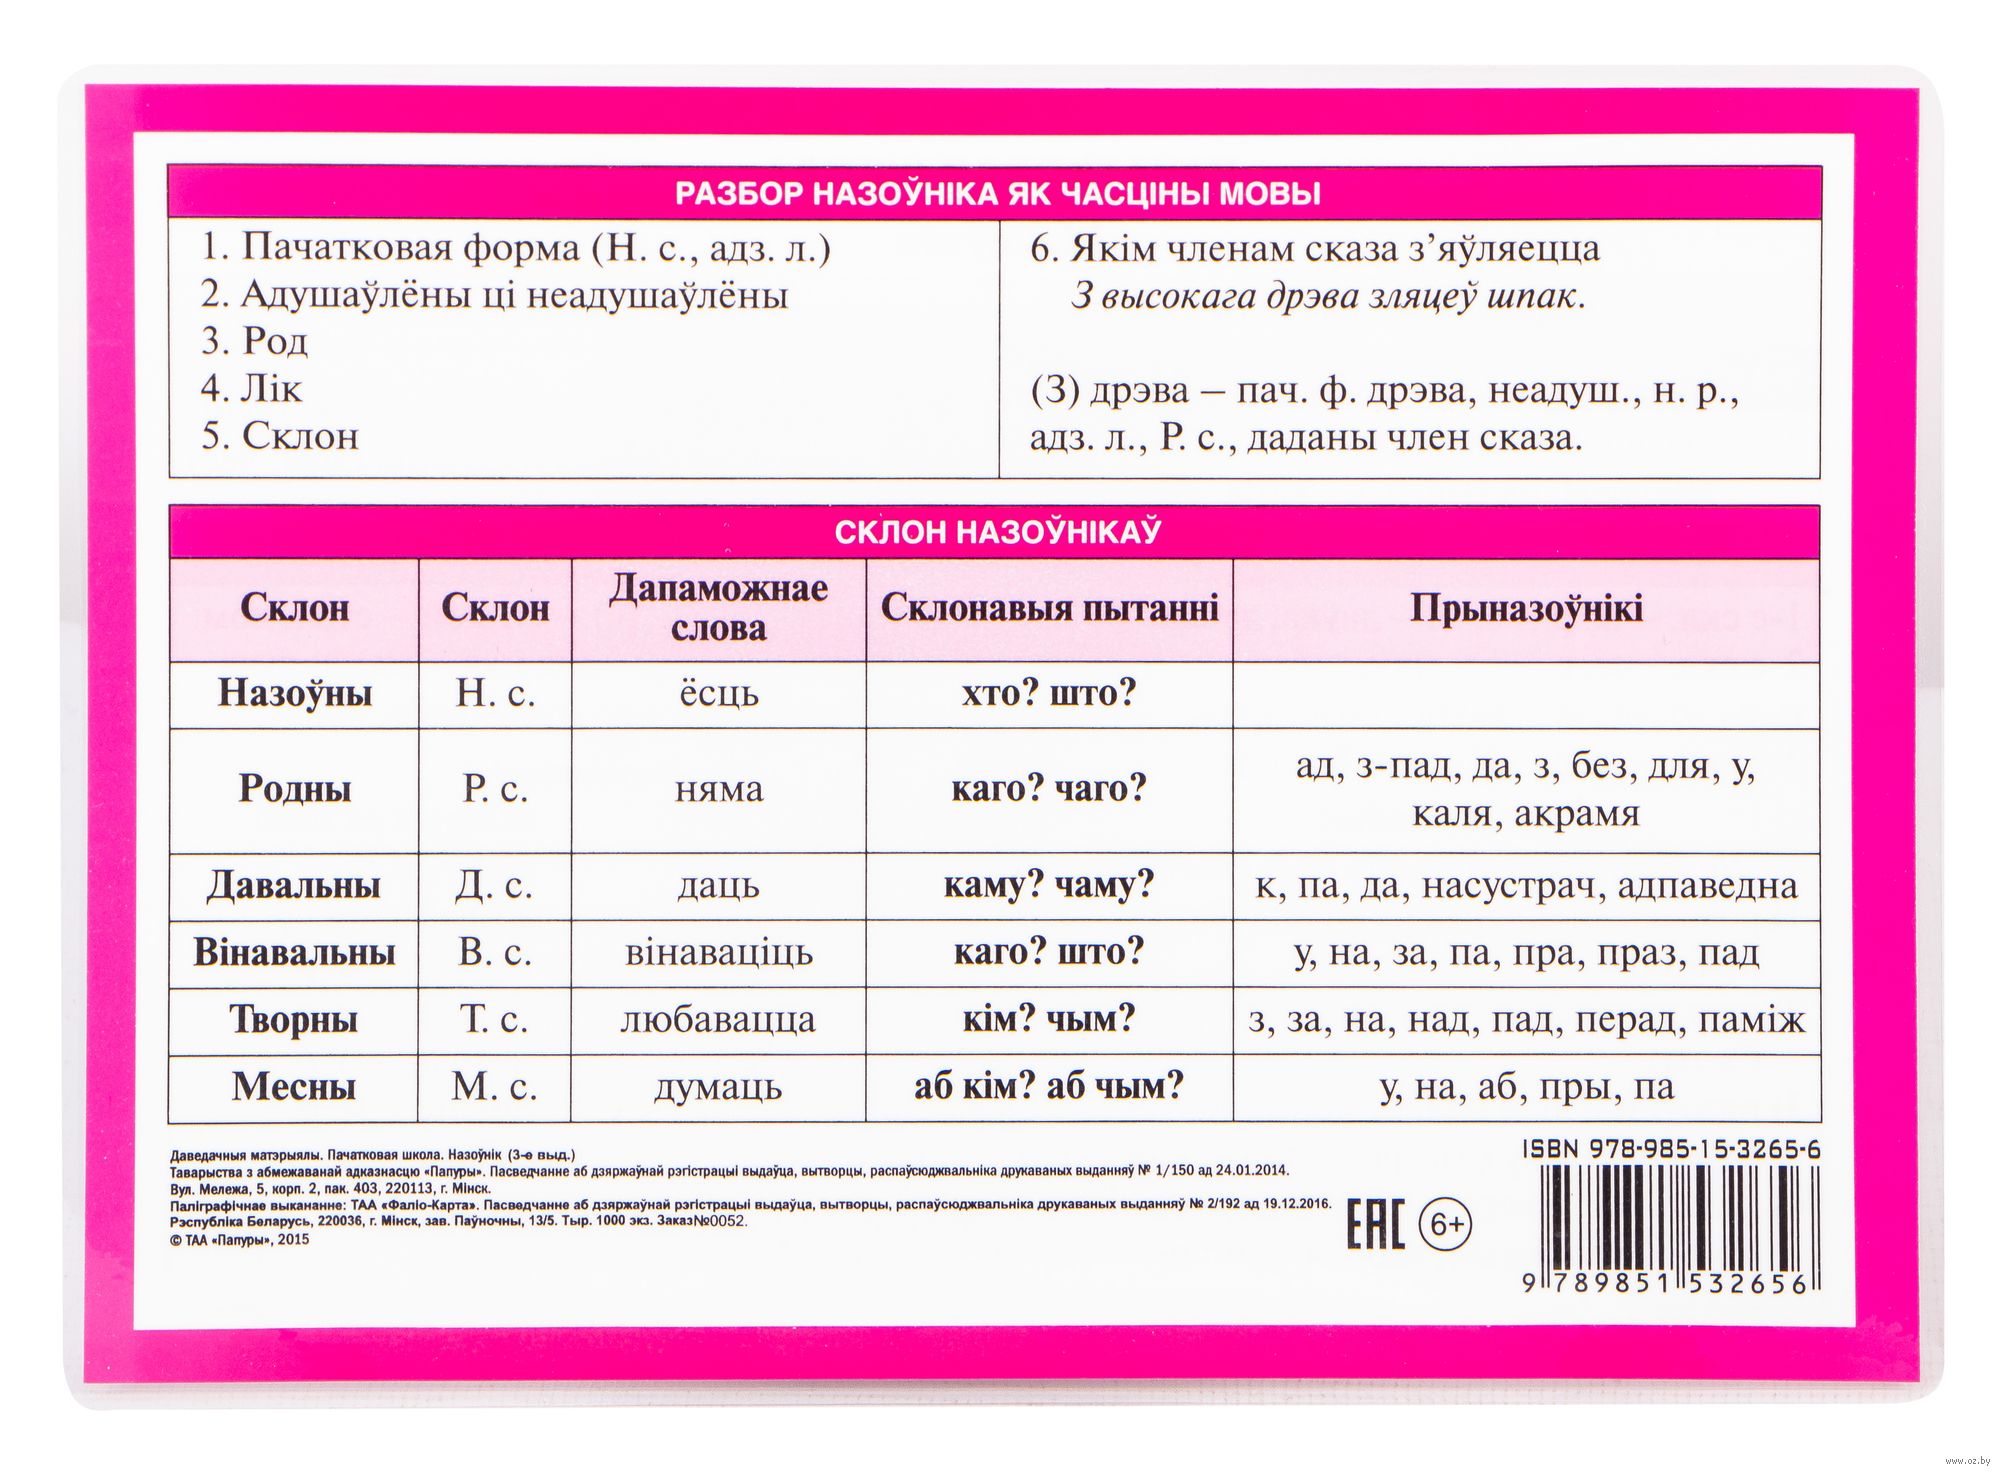 РАЗБОР НАЗОЎНІКА ЯК ЧАСЦІНЫ МОВЫ
1. Пачатковая форма (Н. с., адз. л.)
2. Адушаўлёны ці неадушаўлёны
3. Род
4. Лік
5. Склон
6. Якім членам сказа з’яўляецца
З высокага дрэва зляцеў шпак.
(З) дрэва – пач. ф. дрэва, неадуш., н. р.,
адз. л., Р. с., даданы член сказа.
СКЛОН НАЗОЎНІКАЎ
Склон Склон Дапаможнае слова Склонавыя пытанні Прыназоўнікі
Назоўны Н. с. ёсць хто? што?
Родны Р. с. няма каго? чаго? ад, з-пад, да, з, без, для, у,
каля, акрамя
Давальны Д. с. даць каму? чаму? к, па, да, насустрач, адпаведна
Вінавальны В. с. вінаваціць каго? што? у, на, за, па, пра, праз, пад
Творны Т. с. любавацца кім? чым? з, за, на, над, пад, перад, паміж
Месны М. с. думаць аб кім? аб чым? у, на, аб, пры, па
Даведачныя матэрыялы. Пачатковая школа. Назоўнік (3-е выд.)
Таварыства з абмежаванай адказнасцю «Папуры». Пасведчанне аб дзяржаўнай рэгістрацыі выдаўца, вытворцы, распаўсюджвальніка друкаваных выданняў № 1/150 ад 24.01.2014.
Вул. Мележа, 5, корп. 2, пак. 403, 220113, г. Мінск.
Паліграфічнае выкананне: ТАА «Фаліо-Карта». Пасведчанне аб дзяржаўнай рэгістрацыі выдаўца, вытворцы, распаўсюджвальніка друкаваных выданняў № 2/192 ад 19.12.2016.
Рэспубліка Беларусь, 220036, г. Мінск, зав. Паўночны, 13/5. Тыр. 1000 экз. Заказ№0052.
© ТАА «Папуры», 2015
EAC 6+
ISBN 978-985-15-3265-6
9 789851 532656
www.oz.by